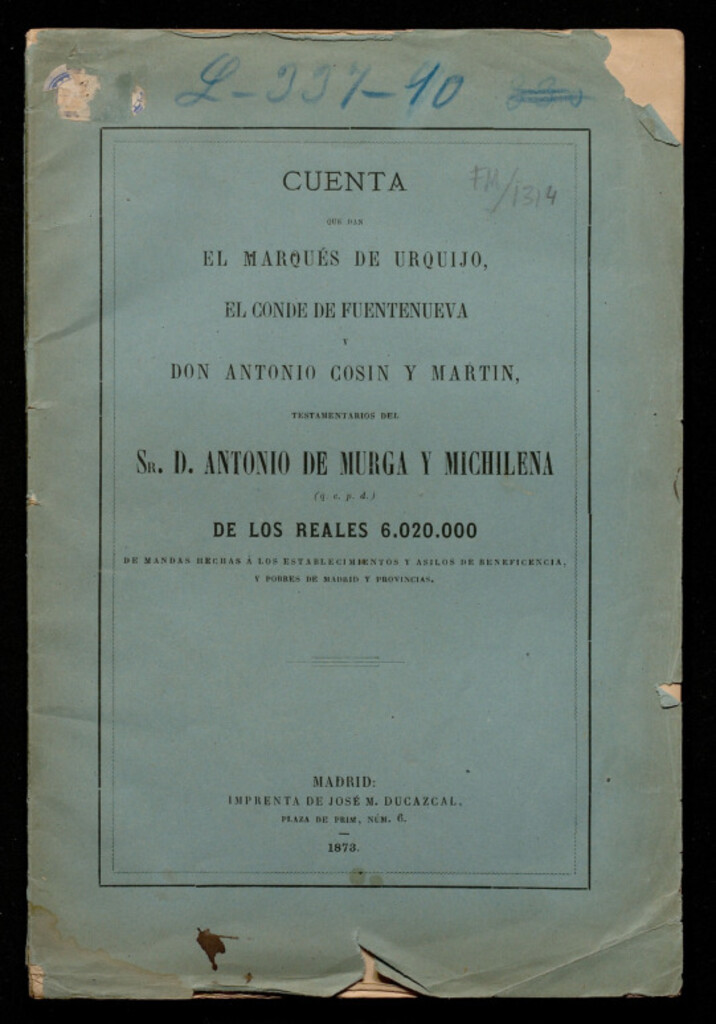 L-337-40
FM/1314
CUENTA
QUE DAN
EL MARQUÉS DE URQUIJO,
EL CONDE DE FUENTENUEVA
Y
DON ANTONIO COSIN Y MARTIN,
TESTAMENTARIOS DEL
SR. D. ANTONIO DE MURGA Y MICHILENA
(q. e. p. d.)
DE LOS REALES 6.020.000
DE MANDAS HECHAS Á LOS ESTABLECIMIENTOS Y ASILOS DE BENEFICENCIA,
Y POBRES DE MADRID Y PROVINCIAS.
MADRID:
IMPRENTA DE JOSÉ M. DUCAZCAL,
PLAZA DE PRIM, NÚM. 6.
1873.